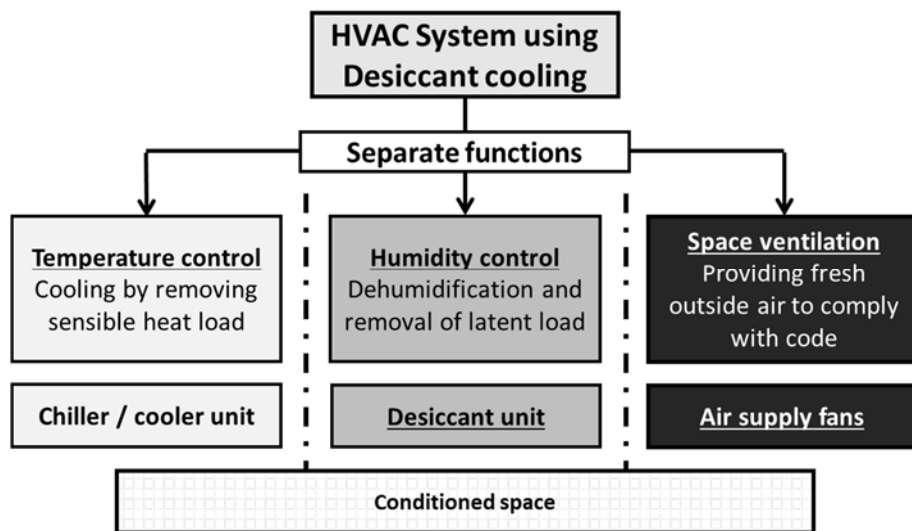 HVAC System using
Desiccant cooling
Separate functions
Temperature control
Cooling by removing
sensible heat load
Humidity control
Dehumidification and
removal of latent load
Space ventilation
Providing fresh
outside air to comply
with code
Chiller / cooler unit
Desiccant unit
Air supply fans
Conditioned space